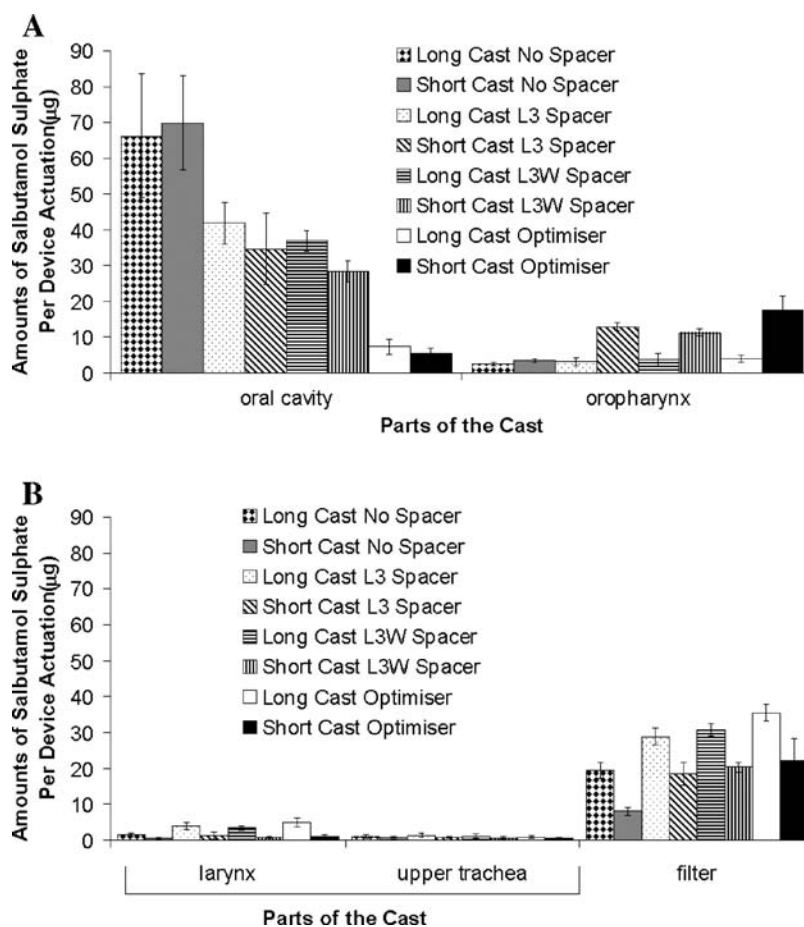 A
Amounts of Salbutamol Sulphate
Per Device Actuation(µg)
90
80
70
60
50
40
30
20
10
0
Long Cast No Spacer
Short Cast No Spacer
Long Cast L3 Spacer
Short Cast L3 Spacer
Long Cast L3W Spacer
Short Cast L3W Spacer
Long Cast Optimiser
Short Cast Optimiser
oral cavity
oropharynx
Parts of the Cast
B
Amounts of Salbutamol Sulphate
Per Device Actuation(µg)
90
80
70
60
50
40
30
20
10
0
Long Cast No Spacer
Short Cast No Spacer
Long Cast L3 Spacer
Short Cast L3 Spacer
Long Cast L3W Spacer
Short Cast L3W Spacer
Long Cast Optimiser
Short Cast Optimiser
larynx
upper trachea
filter
Parts of the Cast